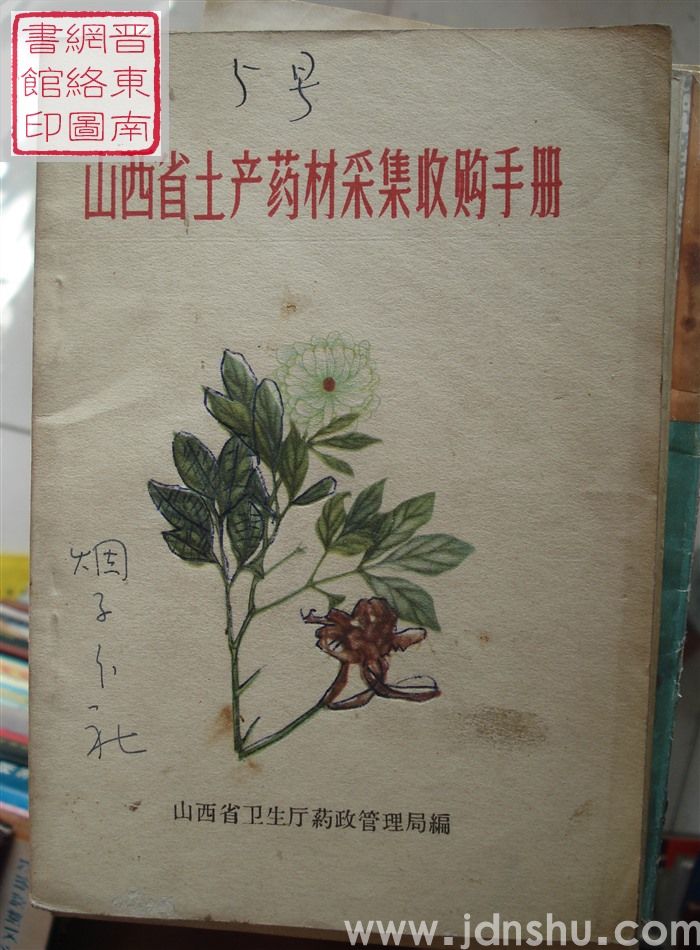 晋東南
網絡圖
書館印
5号
山西省土产药材采集收购手册
烟子
分社
山西省卫生厅葯政管理局編
www.jdnshu.com